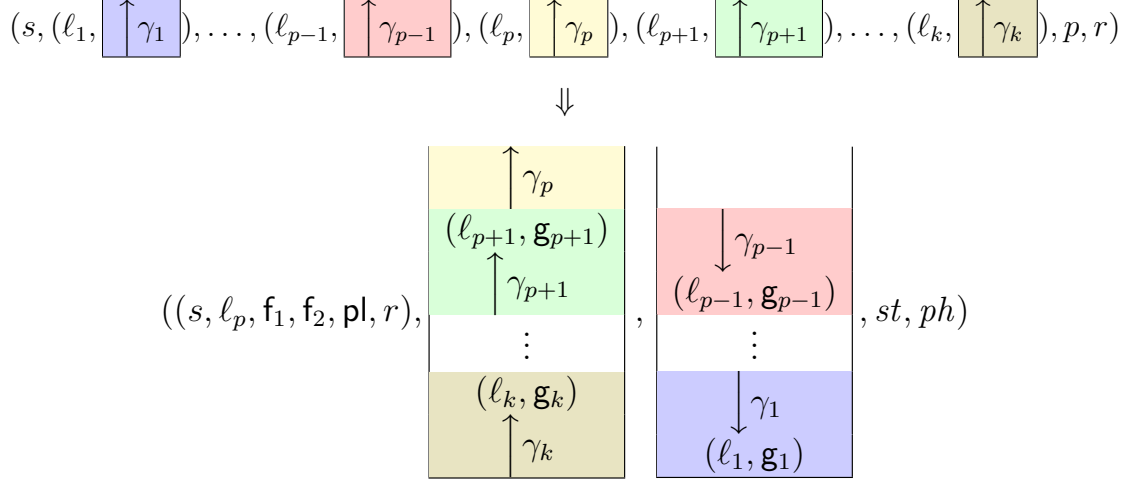 (s, (ℓ₁, ↑ γ₁), …, (ℓₚ₋₁, ↑ γₚ₋₁), (ℓₚ, ↑ γₚ), (ℓₚ₊₁, ↑ γₚ₊₁), …, (ℓₖ, ↑ γₖ), p, r)
⇓
↑ γₚ
(ℓₚ₊₁, gₚ₊₁)
↓ γₚ₋₁
↑ γₚ₊₁
(ℓₚ₋₁, gₚ₋₁)
((s, ℓₚ, f₁, f₂, pl, r), , , st, ph)
⋮ ⋮
(ℓₖ, gₖ)
↓ γ₁
↑ γₖ
(ℓ₁, g₁)